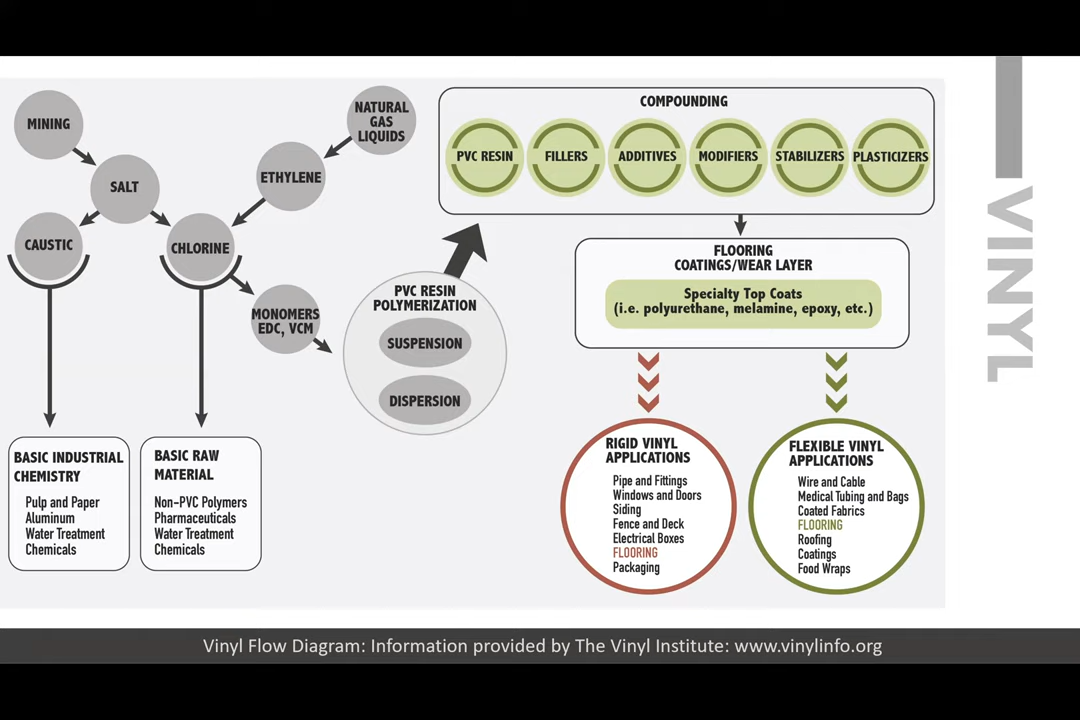 MINING
SALT
CAUSTIC
CHLORINE
ETHYLENE
NATURAL
GAS
LIQUIDS
MONOMERS
EDC, VCM
PVC RESIN
POLYMERIZATION
SUSPENSION
DISPERSION
BASIC INDUSTRIAL
CHEMISTRY
Pulp and Paper
Aluminum
Water Treatment
Chemicals
BASIC RAW
MATERIAL
Non-PVC Polymers
Pharmaceuticals
Water Treatment
Chemicals
COMPOUNDING
PVC RESIN
FILLERS
ADDITIVES
MODIFIERS
STABILIZERS
PLASTICIZERS
FLOORING
COATINGS/WEAR LAYER
Specialty Top Coats
(i.e. polyurethane, melamine, epoxy, etc.)
RIGID VINYL
APPLICATIONS
Pipe and Fittings
Windows and Doors
Siding
Fence and Deck
Electrical Boxes
FLOORING
Packaging
FLEXIBLE VINYL
APPLICATIONS
Wire and Cable
Medical Tubing and Bags
Coated Fabrics
FLOORING
Roofing
Coatings
Food Wraps
VINYL
Vinyl Flow Diagram: Information provided by The Vinyl Institute: www.vinylinfo.org